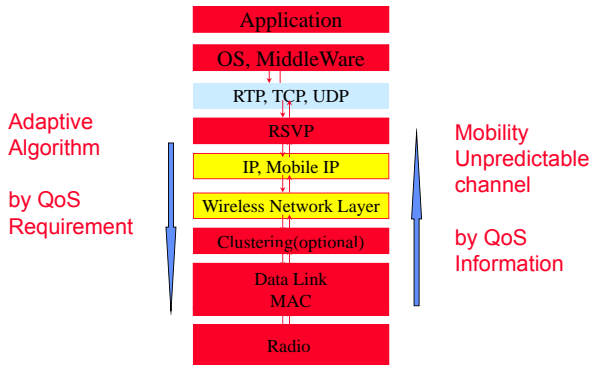 Application
OS, MiddleWare
RTP, TCP, UDP
RSVP
IP, Mobile IP
Wireless Network Layer
Clustering(optional)
Data Link
MAC
Radio
Adaptive
Algorithm
by QoS
Requirement
Mobility
Unpredictable
channel
by QoS
Information